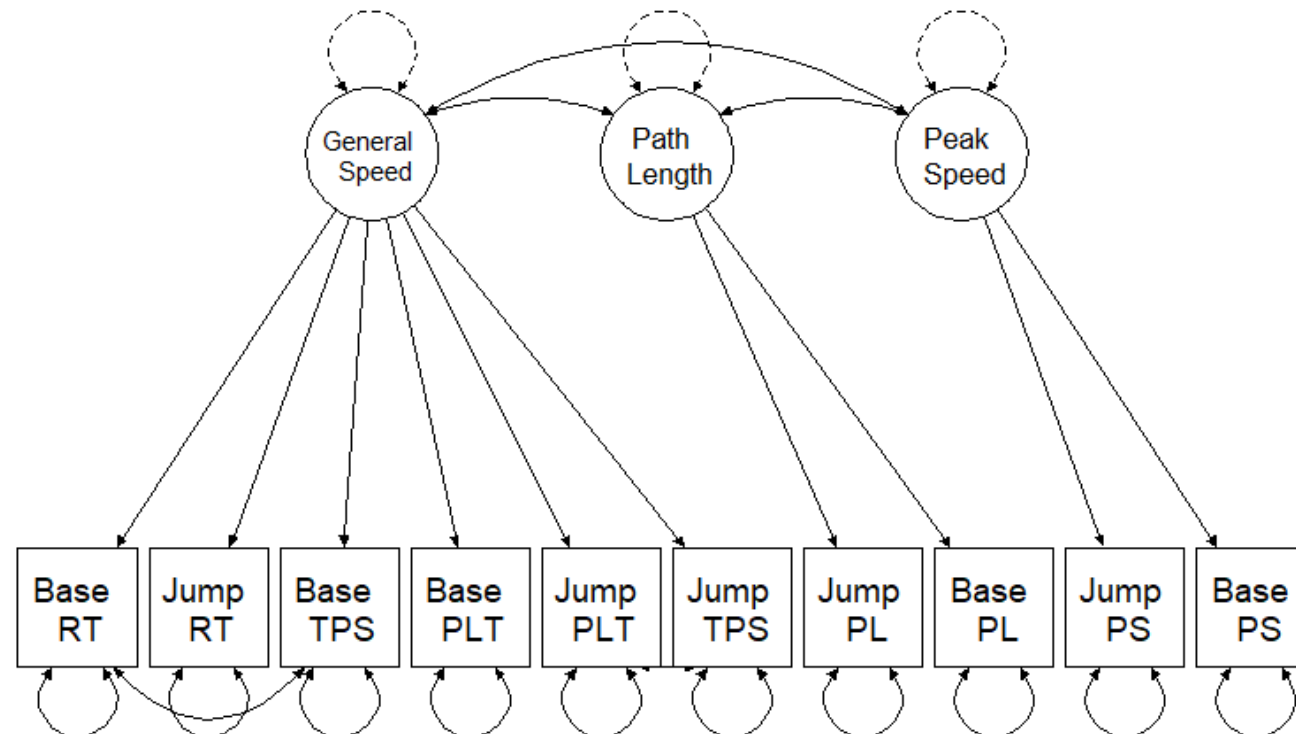 General
Speed
Path
Length
Peak
Speed
Base
RT
Jump
RT
Base
TPS
Base
PLT
Jump
PLT
Jump
TPS
Jump
PL
Base
PL
Jump
PS
Base
PS